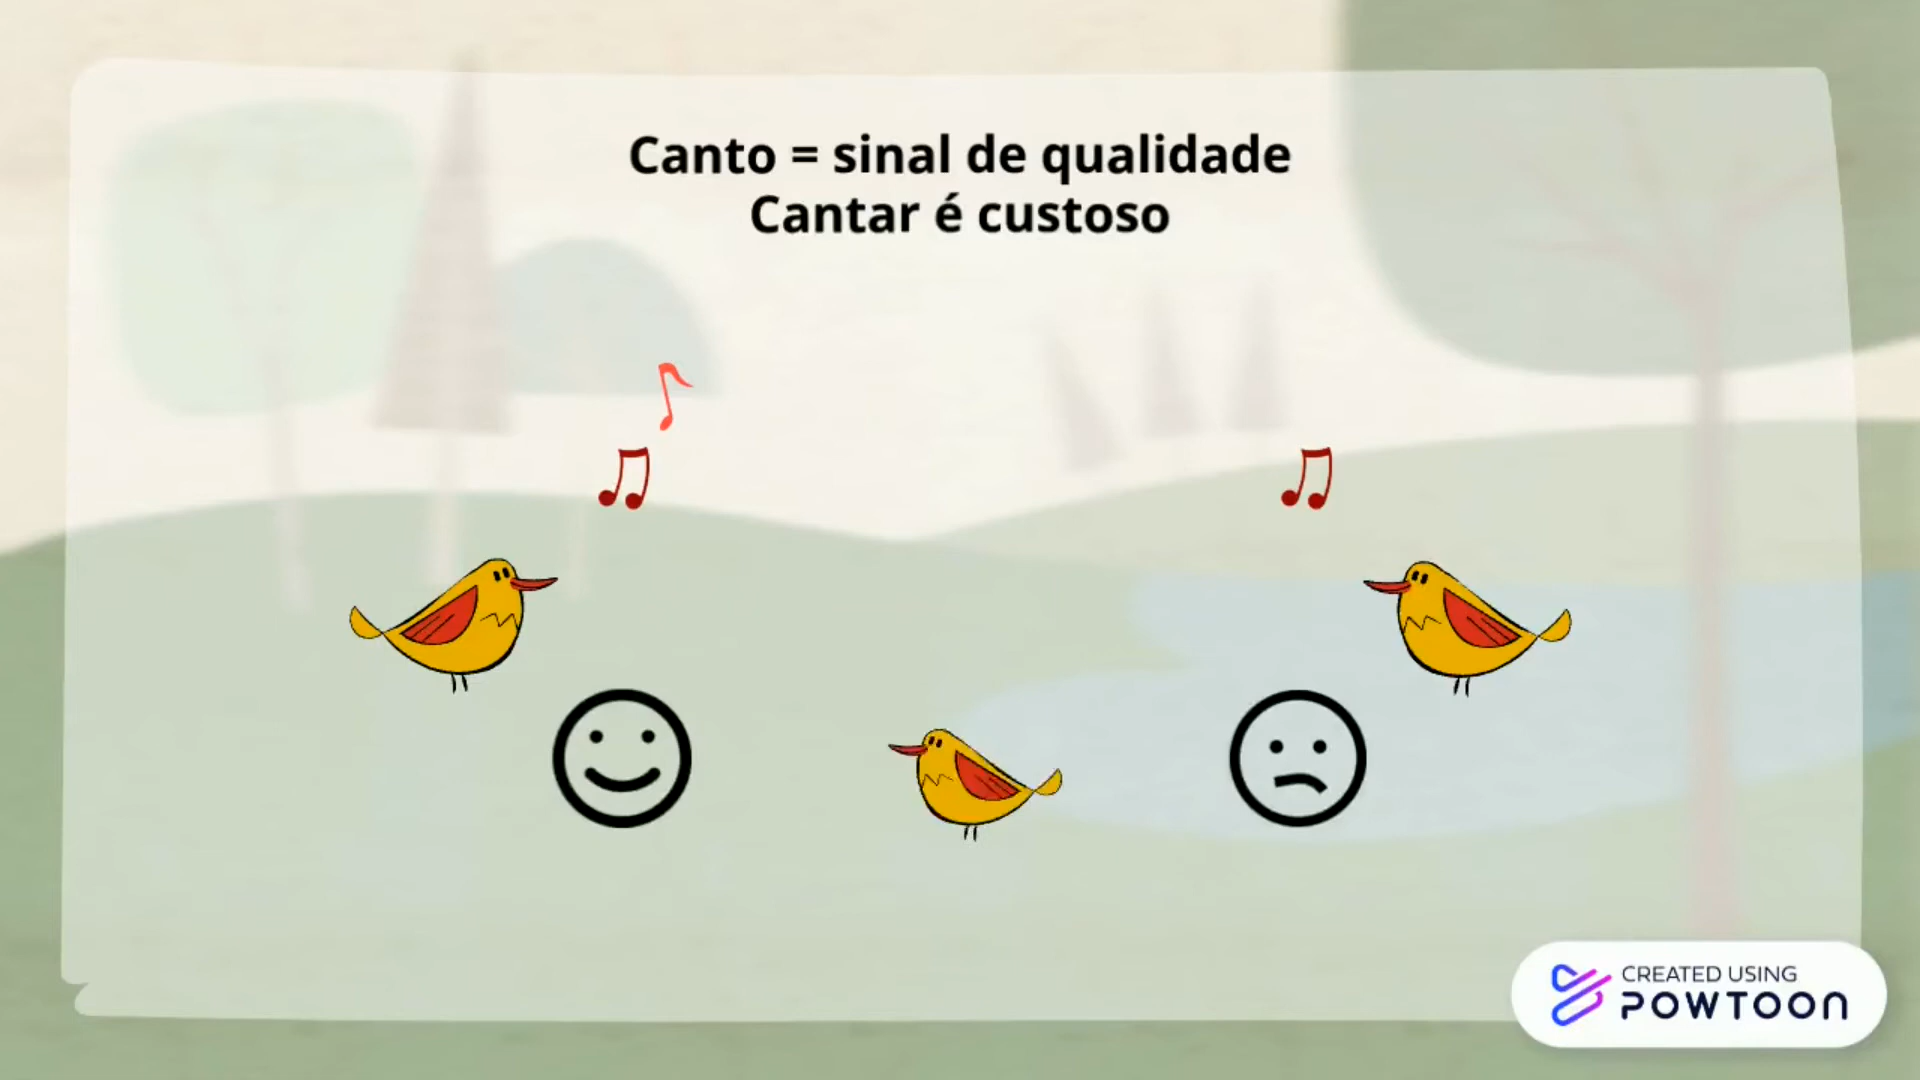 Canto = sinal de qualidade
Cantar é custoso
CREATED USING
POWTOON